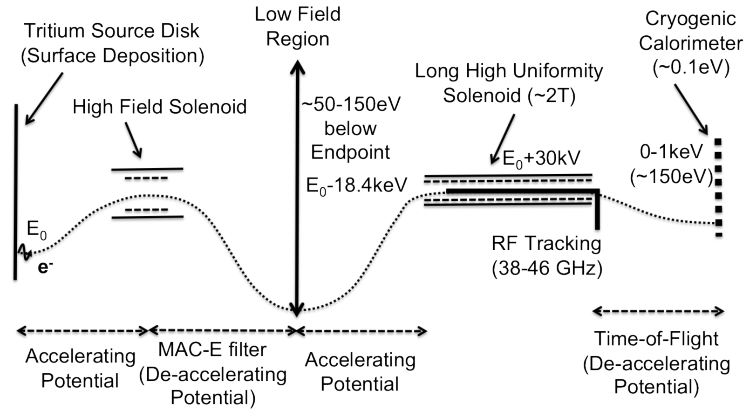 Tritium Source Disk
(Surface Deposition)
High Field Solenoid
Low Field
Region
~50-150eV
below
Endpoint
E₀-18.4keV
Long High Uniformity
Solenoid (~2T)
E₀+30kV
Cryogenic
Calorimeter
(~0.1eV)
0-1keV
(~150eV)
E₀
e⁻
RF Tracking
(38-46 GHz)
Accelerating
Potential
MAC-E filter
(De-accelerating
Potential)
Accelerating
Potential
Time-of-Flight
(De-accelerating
Potential)